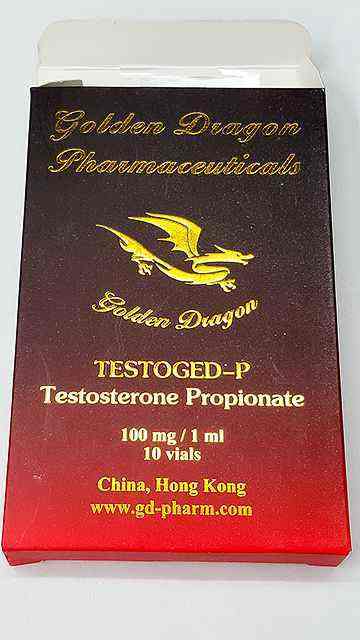 Golden Dragon
Pharmaceuticals
Golden Dragon
TESTOGED-P
Testosterone Propionate
100 mg / 1 ml
10 vials
China, Hong Kong
www.gd-pharm.com